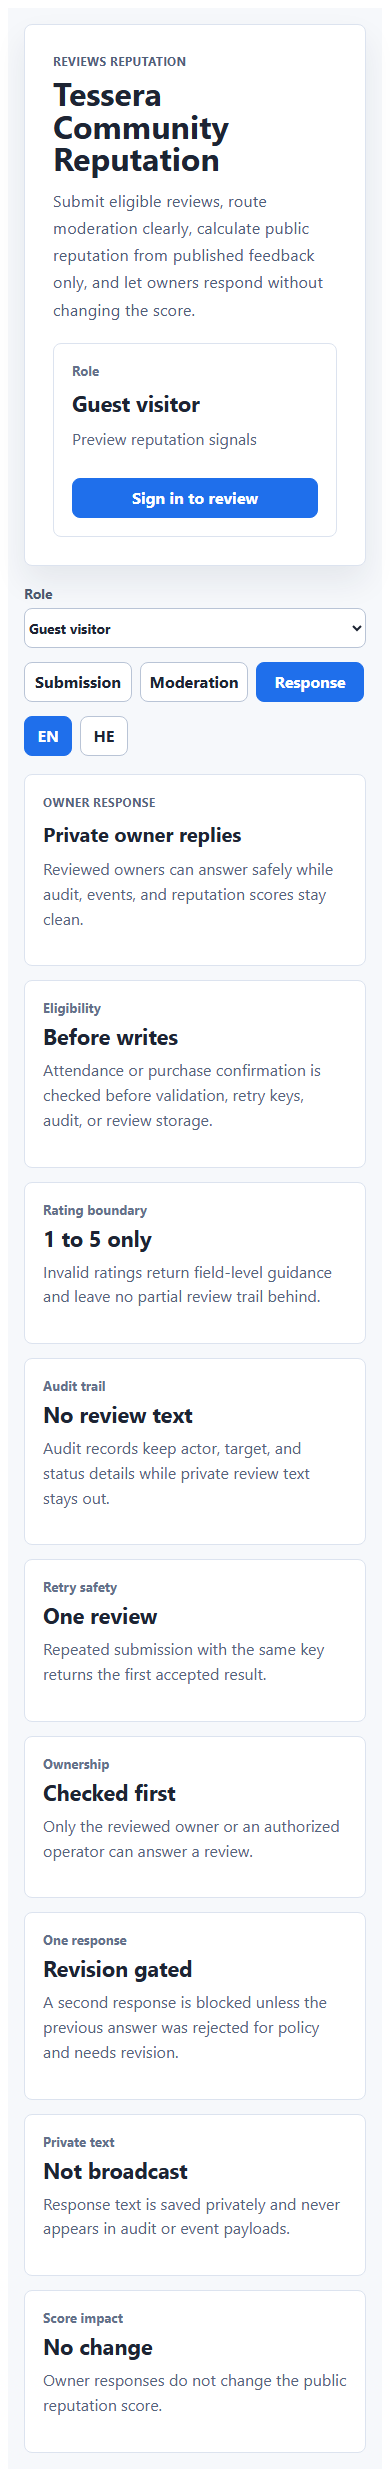 REVIEWS REPUTATION
Tessera
Community
Reputation
Submit eligible reviews, route
moderation clearly, calculate public
reputation from published feedback
only, and let owners respond without
changing the score.
Role
Guest visitor
Preview reputation signals
Sign in to review
Role
Guest visitor
Submission Moderation Response
EN HE
OWNER RESPONSE
Private owner replies
Reviewed owners can answer safely while
audit, events, and reputation scores stay
clean.
Eligibility
Before writes
Attendance or purchase confirmation is
checked before validation, retry keys,
audit, or review storage.
Rating boundary
1 to 5 only
Invalid ratings return field-level guidance
and leave no partial review trail behind.
Audit trail
No review text
Audit records keep actor, target, and
status details while private review text
stays out.
Retry safety
One review
Repeated submission with the same key
returns the first accepted result.
Ownership
Checked first
Only the reviewed owner or an authorized
operator can answer a review.
One response
Revision gated
A second response is blocked unless the
previous answer was rejected for policy
and needs revision.
Private text
Not broadcast
Response text is saved privately and never
appears in audit or event payloads.
Score impact
No change
Owner responses do not change the public
reputation score.